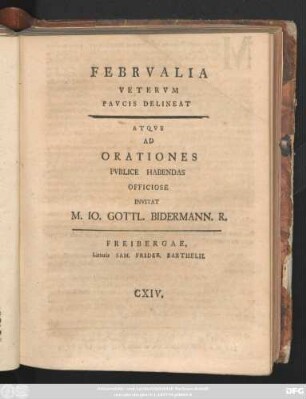 FEBRVALIA
VETERVM
PAVCIS DELINEAT
ATQVE
AD
ORATIONES
PVBLICE HABENDAS
OFFICIOSE
INVITAT
M. IO. GOTTL. BIDERMANN. R.
FREIBERGAE,
litteris SAM. FRIDER. BARTHELII.
CXIV.